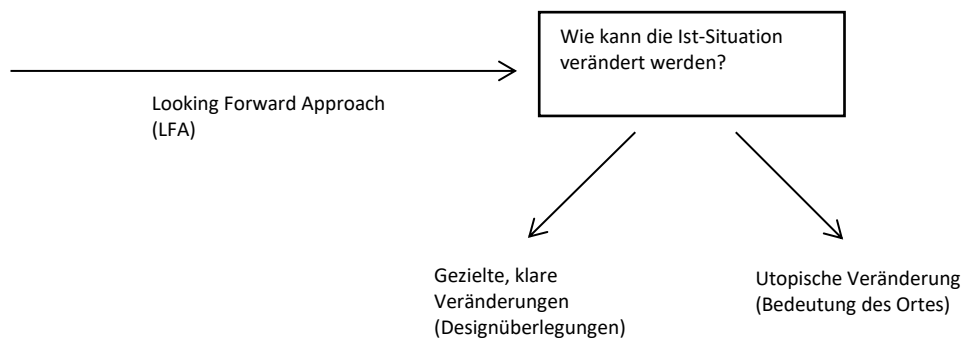 Wie kann die Ist-Situation
verändert werden?
Looking Forward Approach
(LFA)
Gezielte, klare
Veränderungen
(Designüberlegungen)
Utopische Veränderung
(Bedeutung des Ortes)